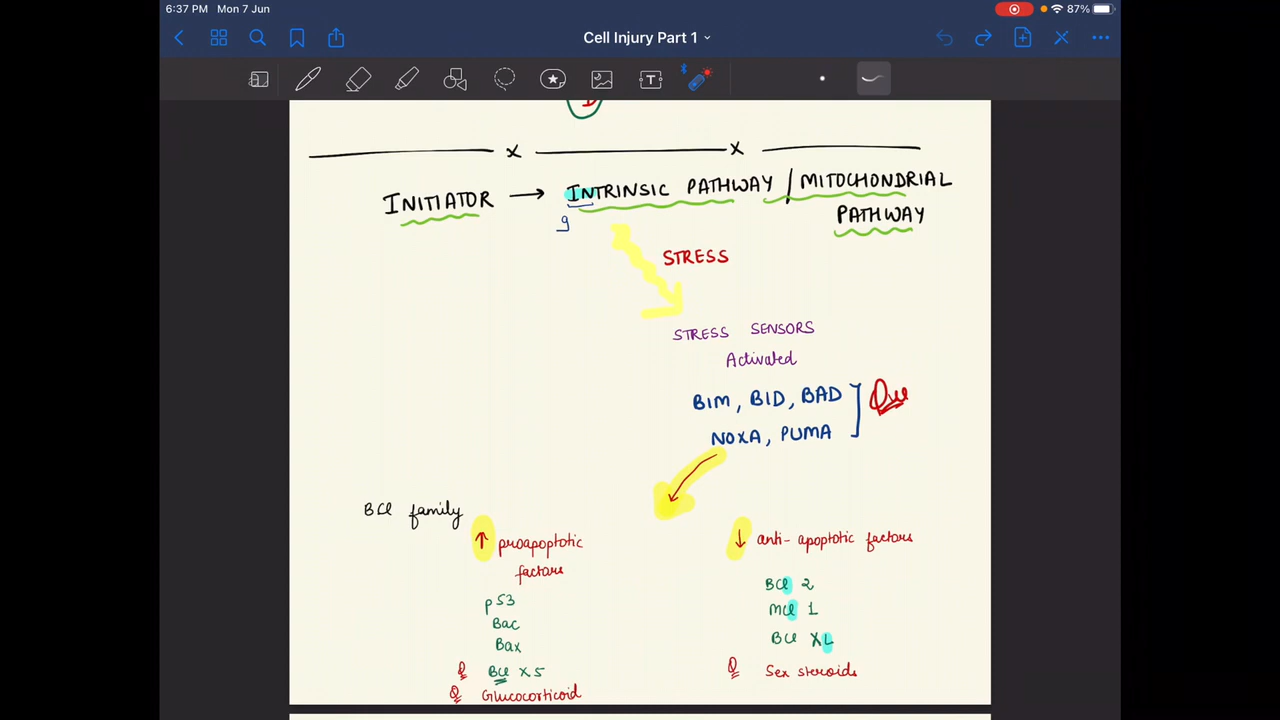 6:37 PM Mon 7 Jun
87%
Cell Injury Part 1
T
D
x x
INITIATOR → INTRINSIC PATHWAY / MITOCHONDRIAL
PATHWAY
9
STRESS
STRESS SENSORS
Activated
BIM, BID, BAD
NOXA, PUMA
Que
BCl family
↑ proapoptotic
factors
↓ anti-apoptotic factors
p53
Bac
Bax
Q BCl X5
Q Glucocorticoid
BCl 2
MCl 1
BCl XL
Q Sex steroids